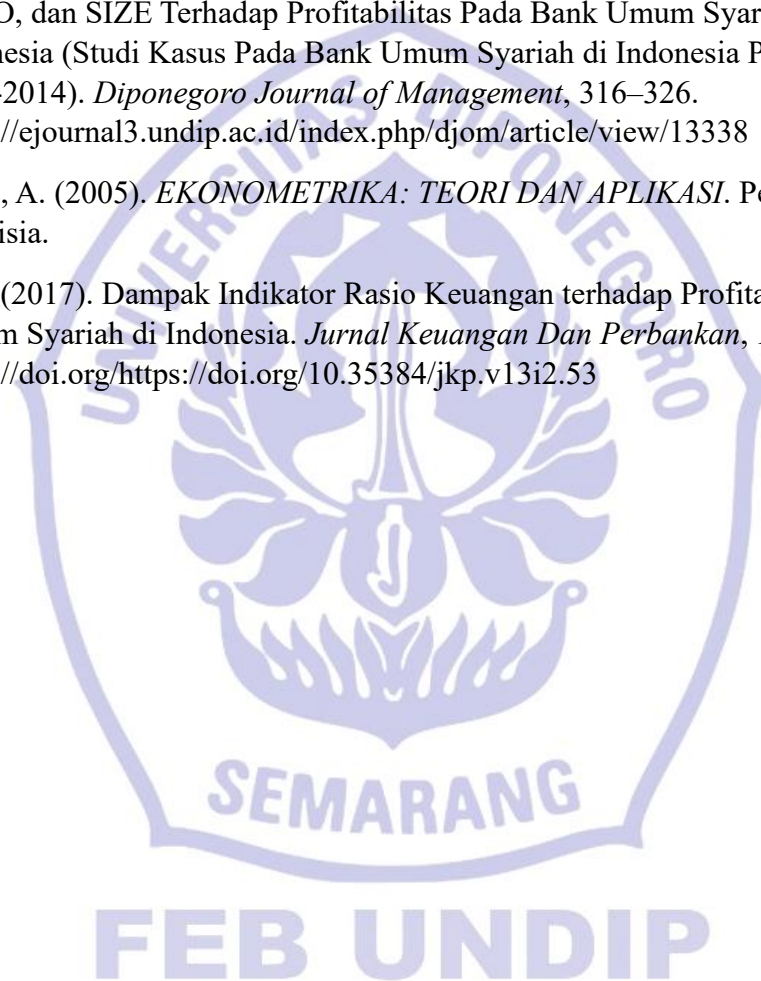 O, dan SIZE Terhadap Profitabilitas Pada Bank Umum Syar
nesia (Studi Kasus Pada Bank Umum Syariah di Indonesia P
-2014). Diponegoro Journal of Management, 316–326.
://ejournal3.undip.ac.id/index.php/djom/article/view/13338
, A. (2005). EKONOMETRIKA: TEORI DAN APLIKASI. Pe
isia.
(2017). Dampak Indikator Rasio Keuangan terhadap Profita
m Syariah di Indonesia. Jurnal Keuangan Dan Perbankan,
://doi.org/https://doi.org/10.35384/jkp.v13i2.53
UNIVERSITAS DIPONEGORO
SEMARANG
FEB UNDIP